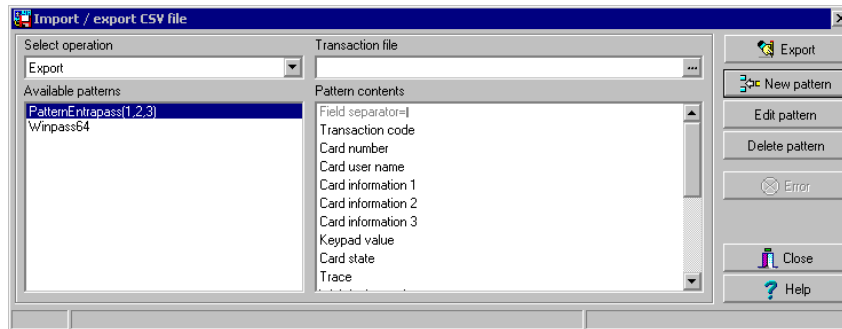 Import / export CSV file
Select operation
Export
Transaction file
...
Available patterns
PatternEntrapass(1,2,3)
Winpass64
Pattern contents
Field separator=|
Transaction code
Card number
Card user name
Card information 1
Card information 2
Card information 3
Keypad value
Card state
Trace
Export
New pattern
Edit pattern
Delete pattern
Error
Close
Help